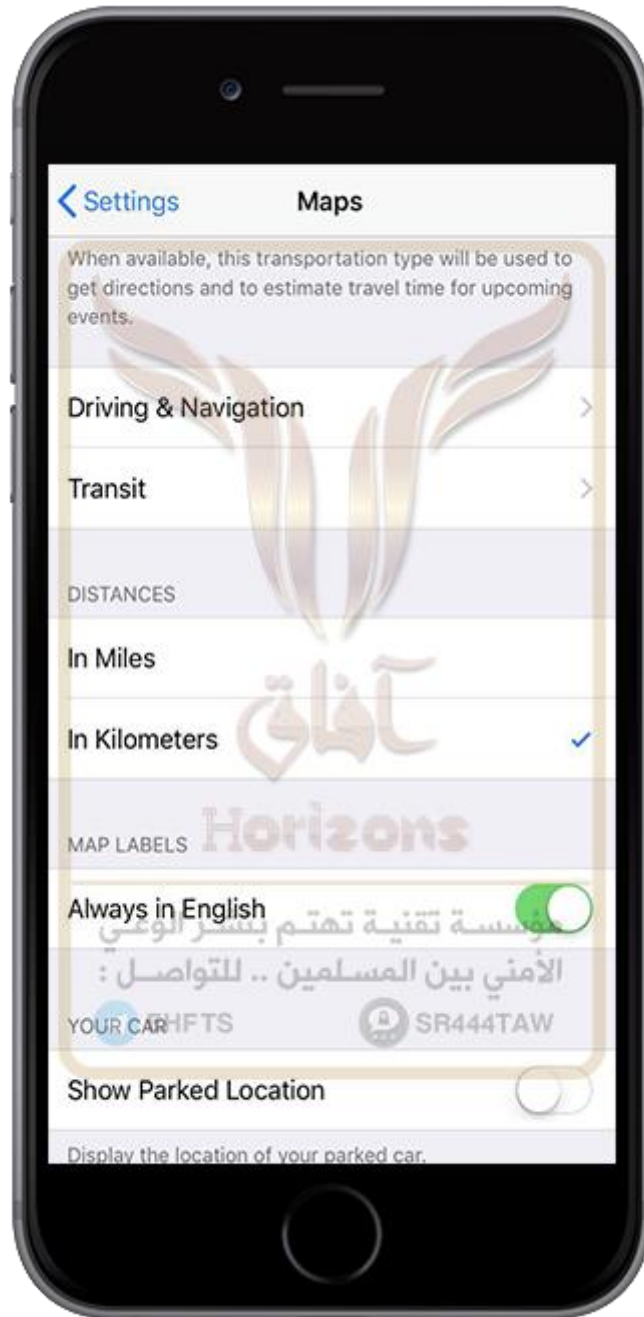 Settings
Maps
When available, this transportation type will be used to
get directions and to estimate travel time for upcoming
events.
Driving & Navigation
Transit
DISTANCES
In Miles
In Kilometers
آفاق
MAP LABELS
Horizons
Always in English
مؤسسة تقنية تهتم بنشر الوعي
الأمني بين المسلمين .. للتواصل :
YOUR CAR
SR444TAW
Show Parked Location
Display the location of your parked car.